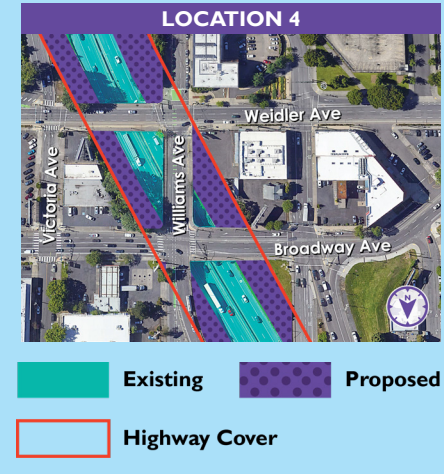 LOCATION 4
Weidler Ave
Victoria Ave
Williams Ave
Broadway Ave
N
Existing
Proposed
Highway Cover